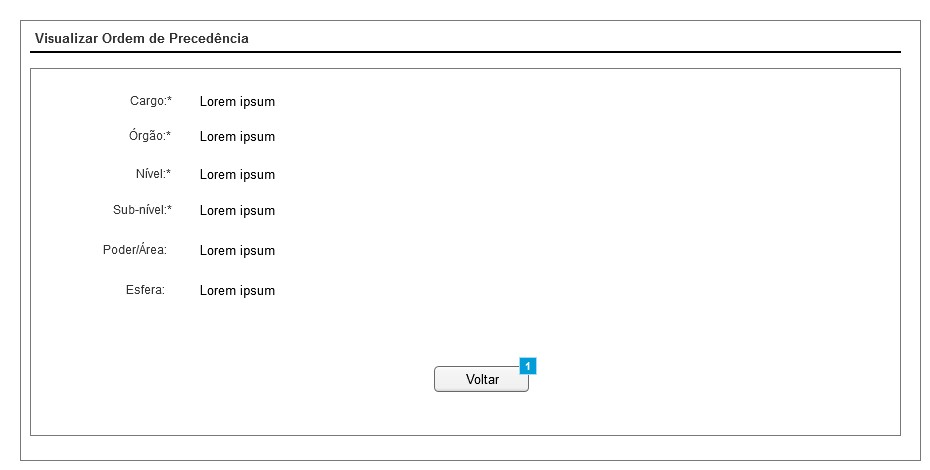 Visualizar Ordem de Precedência
Cargo:* Lorem ipsum
Órgão:* Lorem ipsum
Nível:* Lorem ipsum
Sub-nível:* Lorem ipsum
Poder/Área: Lorem ipsum
Esfera: Lorem ipsum
1
Voltar